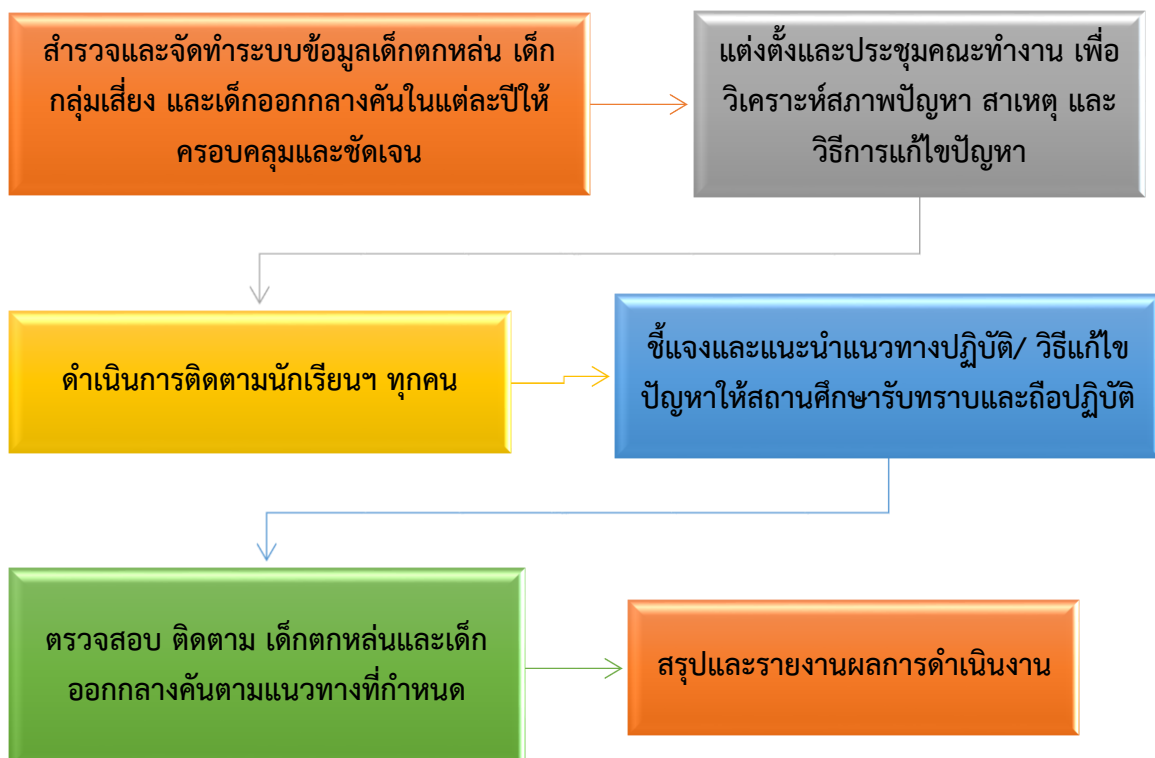 สำรวจและจัดทำระบบข้อมูลเด็กตกหล่น เด็ก
กลุ่มเสี่ยง และเด็กออกกลางคันในแต่ละปีให้
ครอบคลุมและชัดเจน
แต่งตั้งและประชุมคณะทำงาน เพื่อ
วิเคราะห์สภาพปัญหา สาเหตุ และ
วิธีการแก้ไขปัญหา
ดำเนินการติดตามนักเรียนฯ ทุกคน
ชี้แจงและแนะนำแนวทางปฏิบัติ/ วิธีแก้ไข
ปัญหาให้สถานศึกษารับทราบและถือปฏิบัติ
ตรวจสอบ ติดตาม เด็กตกหล่นและเด็ก
ออกกลางคันตามแนวทางที่กำหนด
สรุปและรายงานผลการดำเนินงาน